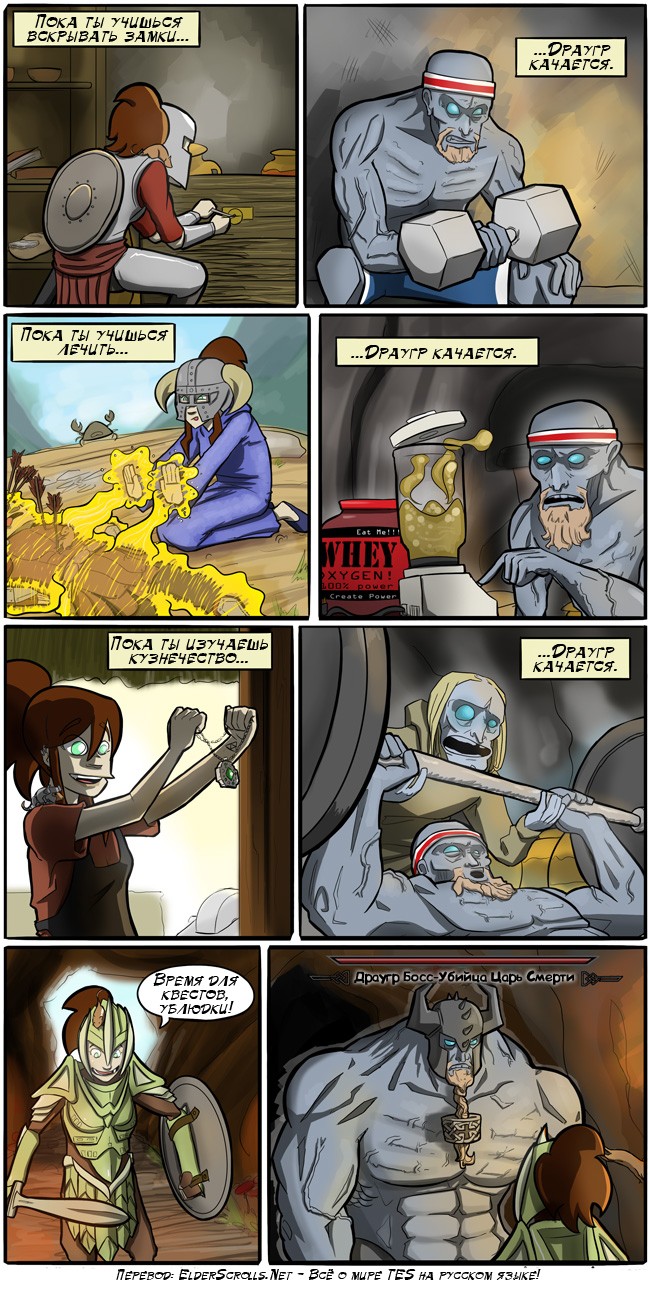 Пока ты учишься
вскрывать замки...
...Драугр
качается.
Пока ты учишься
лечить...
...Драугр качается.
Eat Me!!!
WHEY
OXYGEN!
100% power
Create Power
Пока ты изучаешь
кузнечество...
...Драугр
качается.
Время для
квестов,
ублюдки!
Драугр Босс-Убийца Царь Смерти
Перевод: ElderScrolls.Net - Всё о мире TES на русском языке!